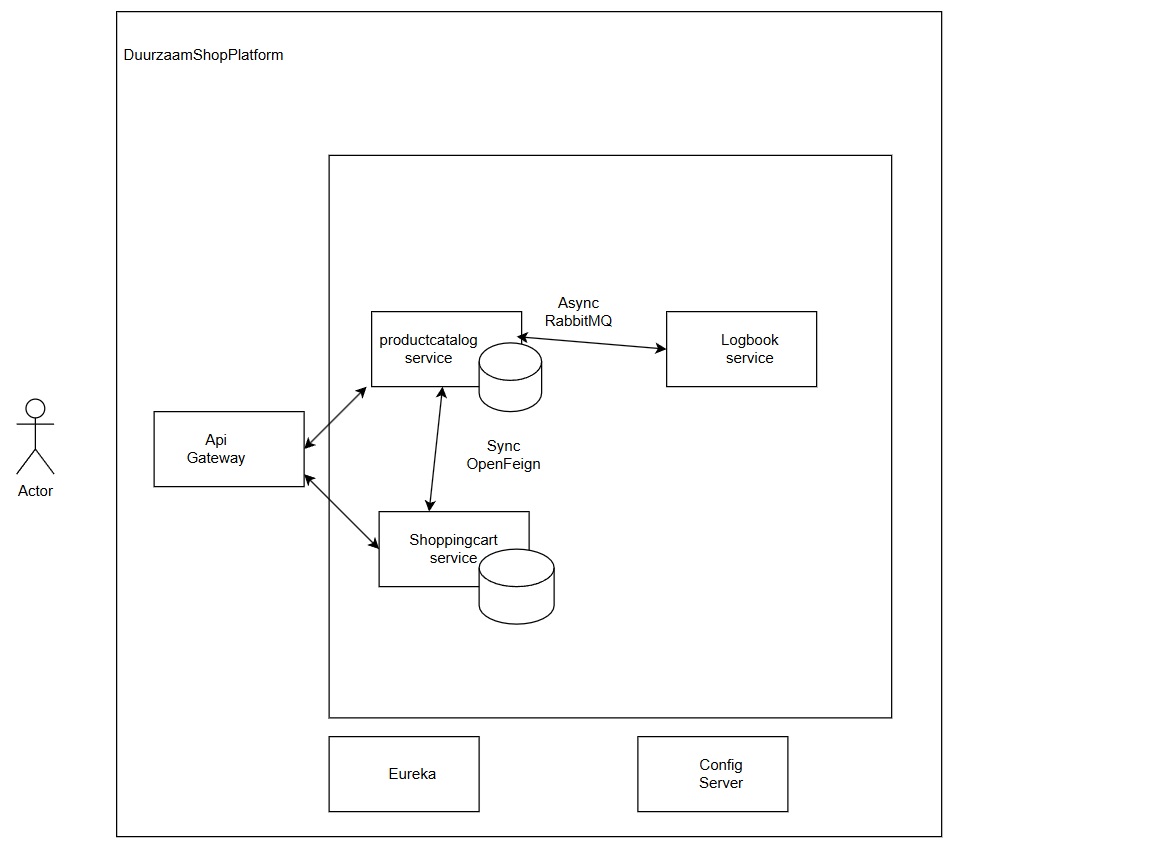 DuurzaamShopPlatform
Async
RabbitMQ
productcatalog
service
Logbook
service
Api
Gateway
Sync
OpenFeign
Actor
Shoppingcart
service
Eureka
Config
Server